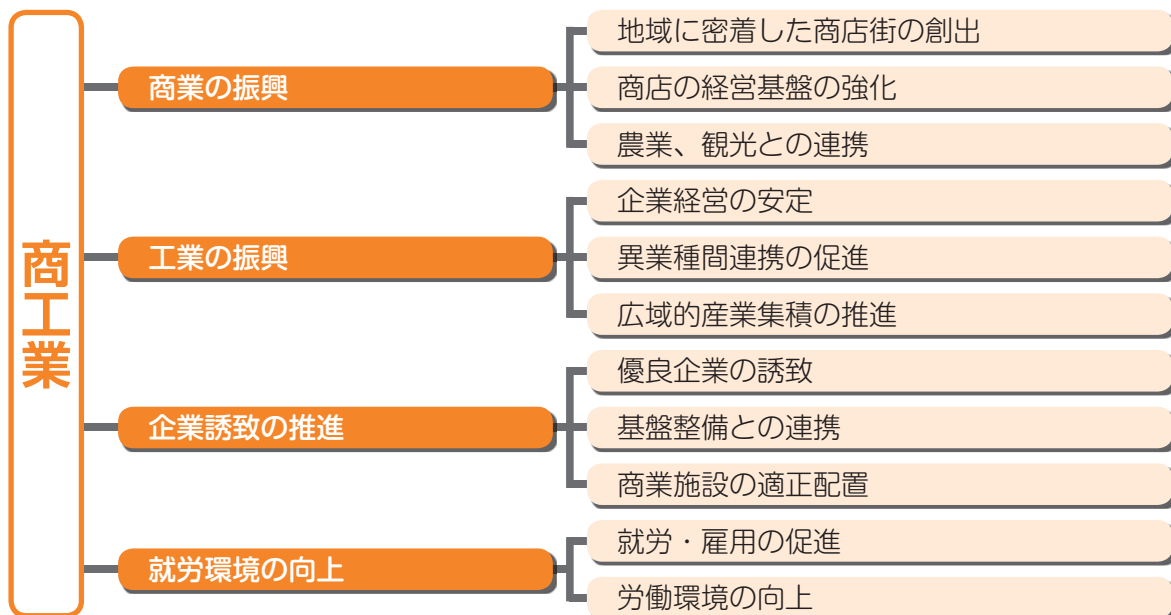 商工業
商業の振興
地域に密着した商店街の創出
商店の経営基盤の強化
農業、観光との連携
工業の振興
企業経営の安定
異業種間連携の促進
広域的産業集積の推進
企業誘致の推進
優良企業の誘致
基盤整備との連携
商業施設の適正配置
就労環境の向上
就労・雇用の促進
労働環境の向上